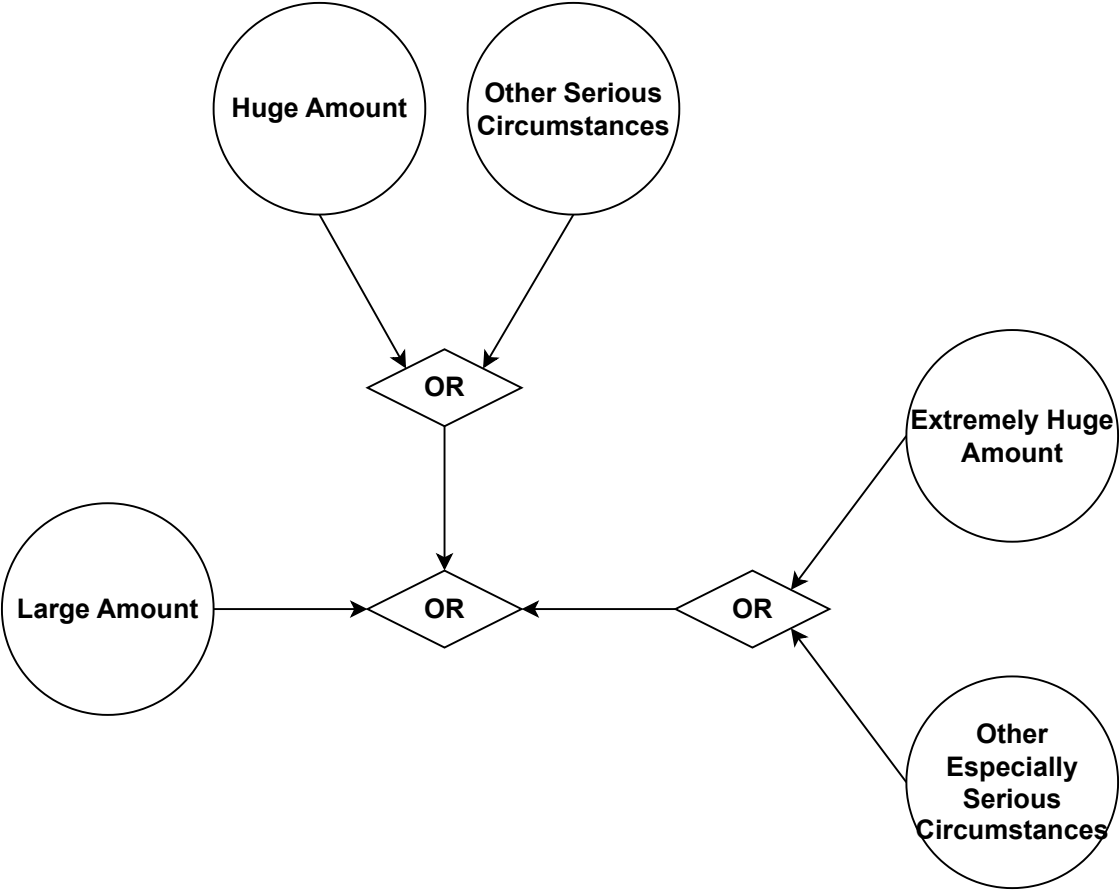 Huge Amount
Other Serious
Circumstances
OR
Extremely Huge
Amount
Large Amount
OR
OR
Other
Especially
Serious
Circumstances